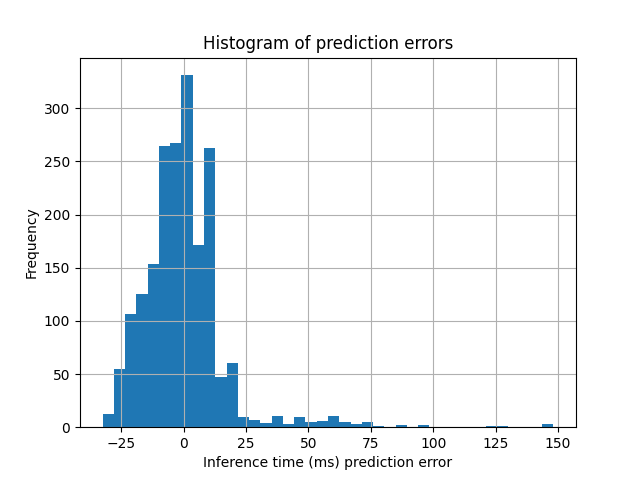 Histogram of prediction errors
300
250
200
150
100
50
0
Frequency
−25 0 25 50 75 100 125 150
Inference time (ms) prediction error